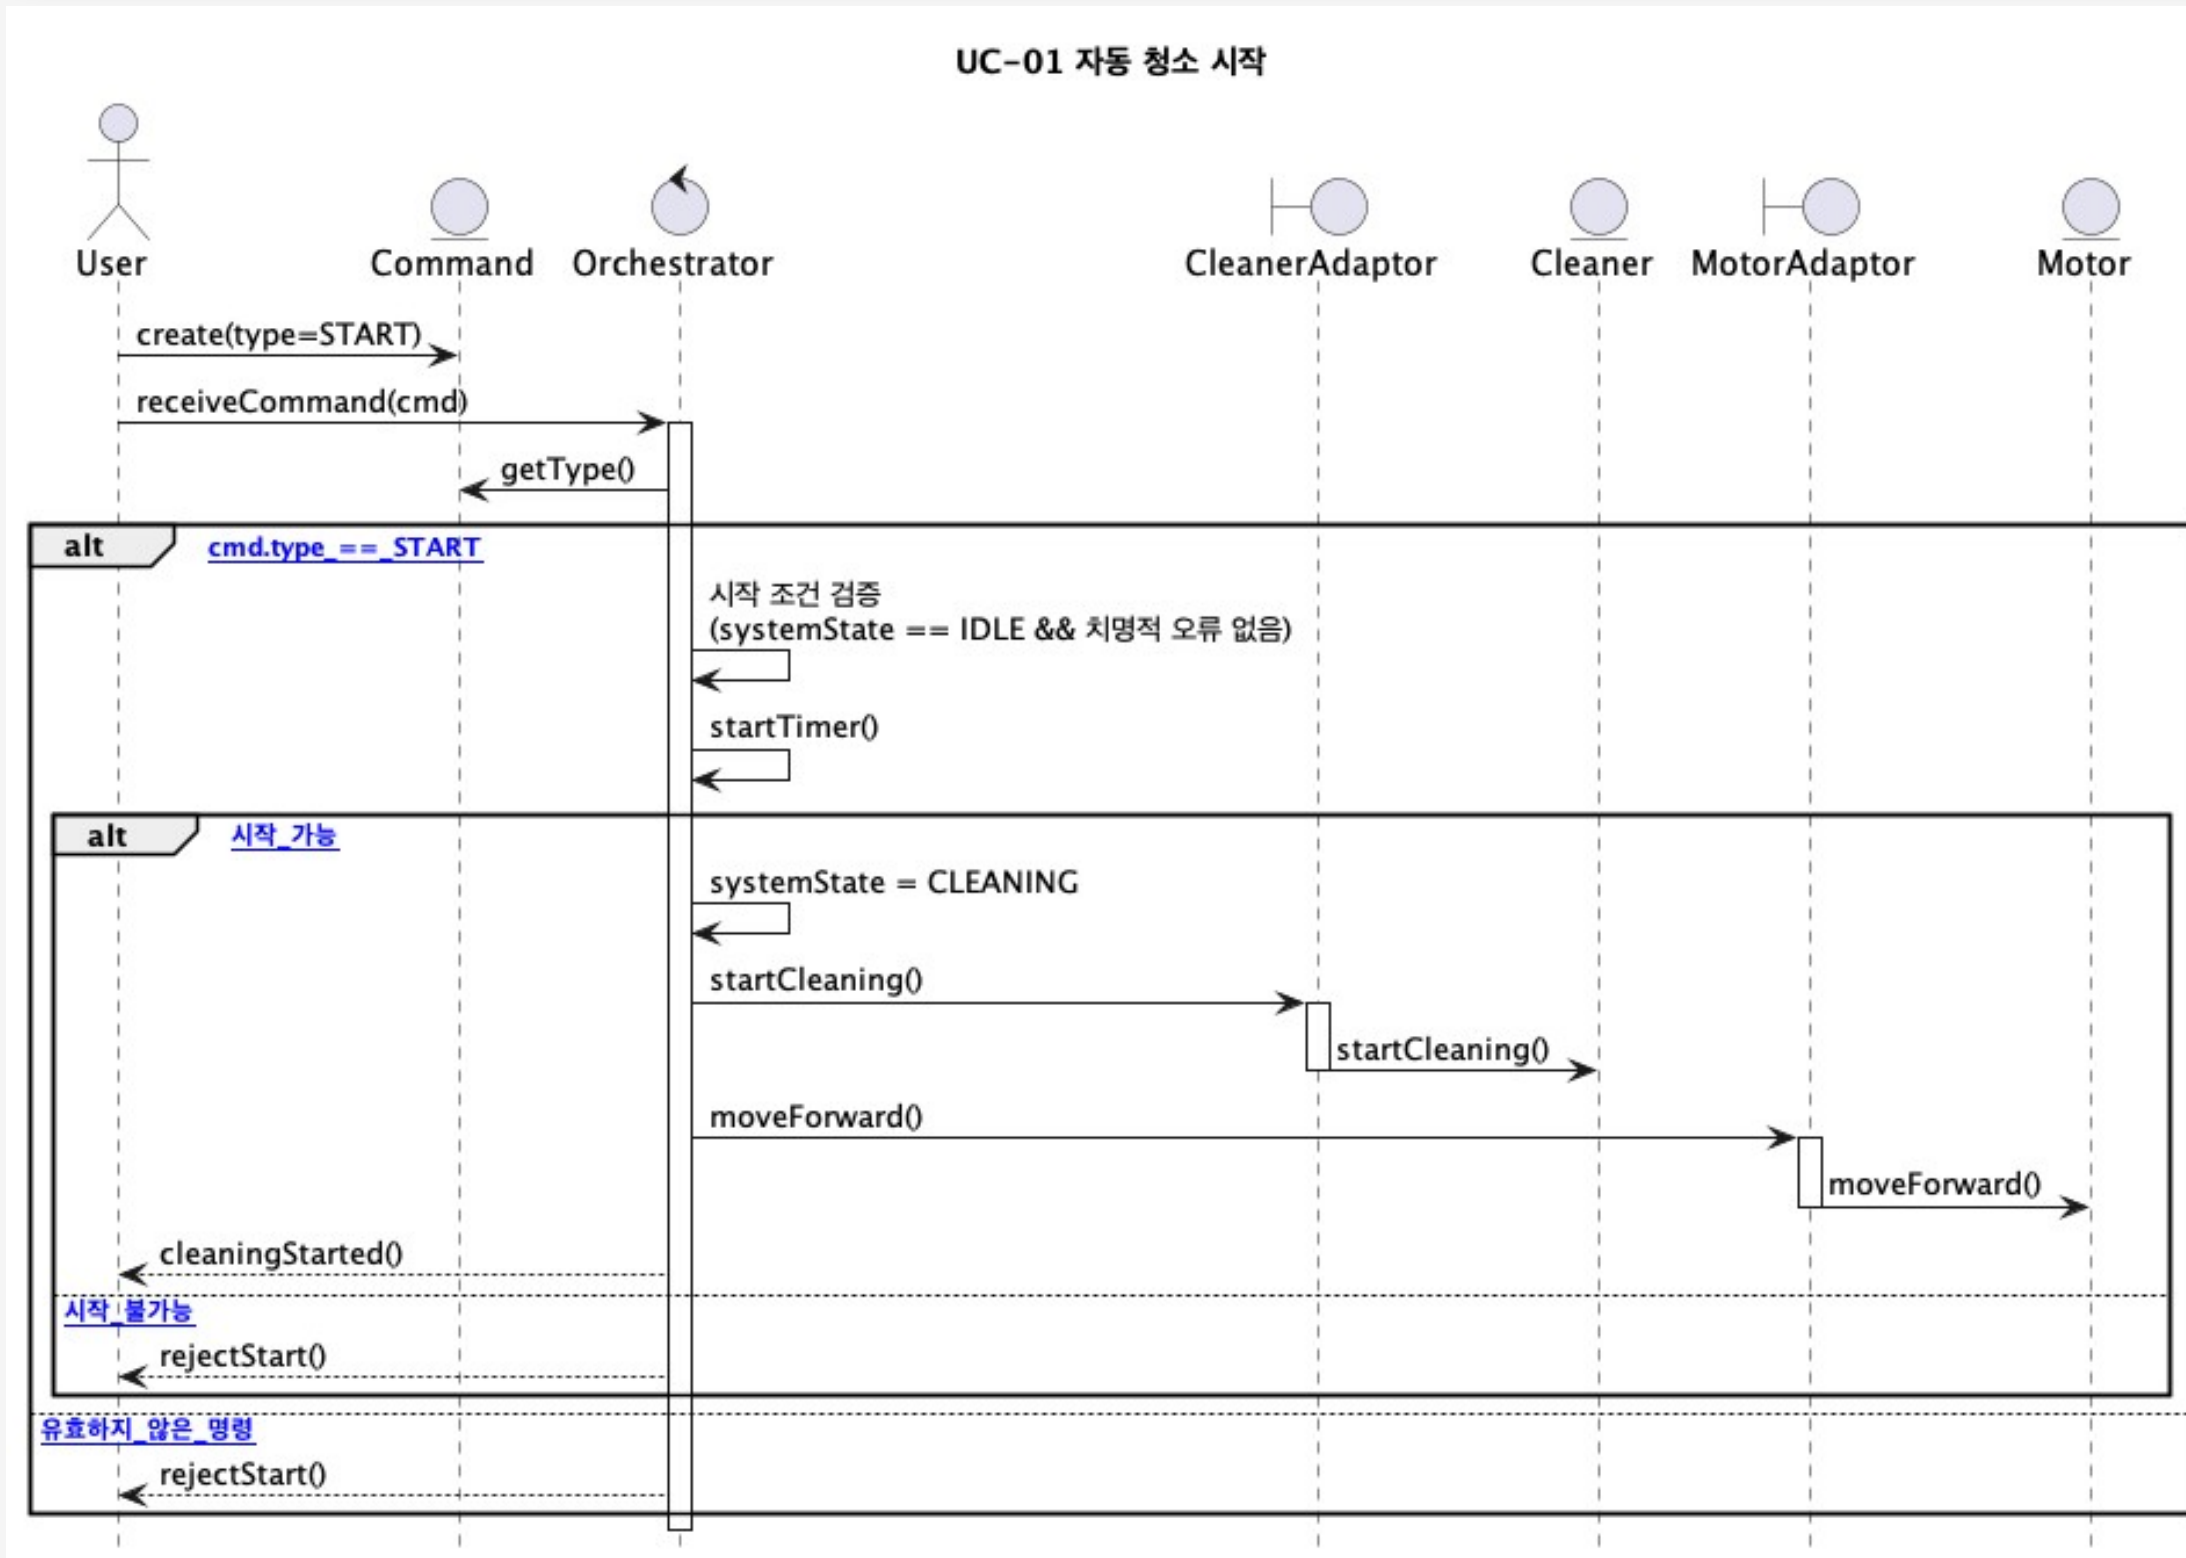 UC-01 자동 청소 시작
User
Command
Orchestrator
CleanerAdaptor
Cleaner
MotorAdaptor
Motor
create(type=START)
receiveCommand(cmd)
getType()
alt
cmd.type_==_START
시작 조건 검증
(systemState == IDLE && 치명적 오류 없음)
startTimer()
alt
시작_가능
systemState = CLEANING
startCleaning()
startCleaning()
moveForward()
moveForward()
cleaningStarted()
시작_불가능
rejectStart()
유효하지_않은_명령
rejectStart()